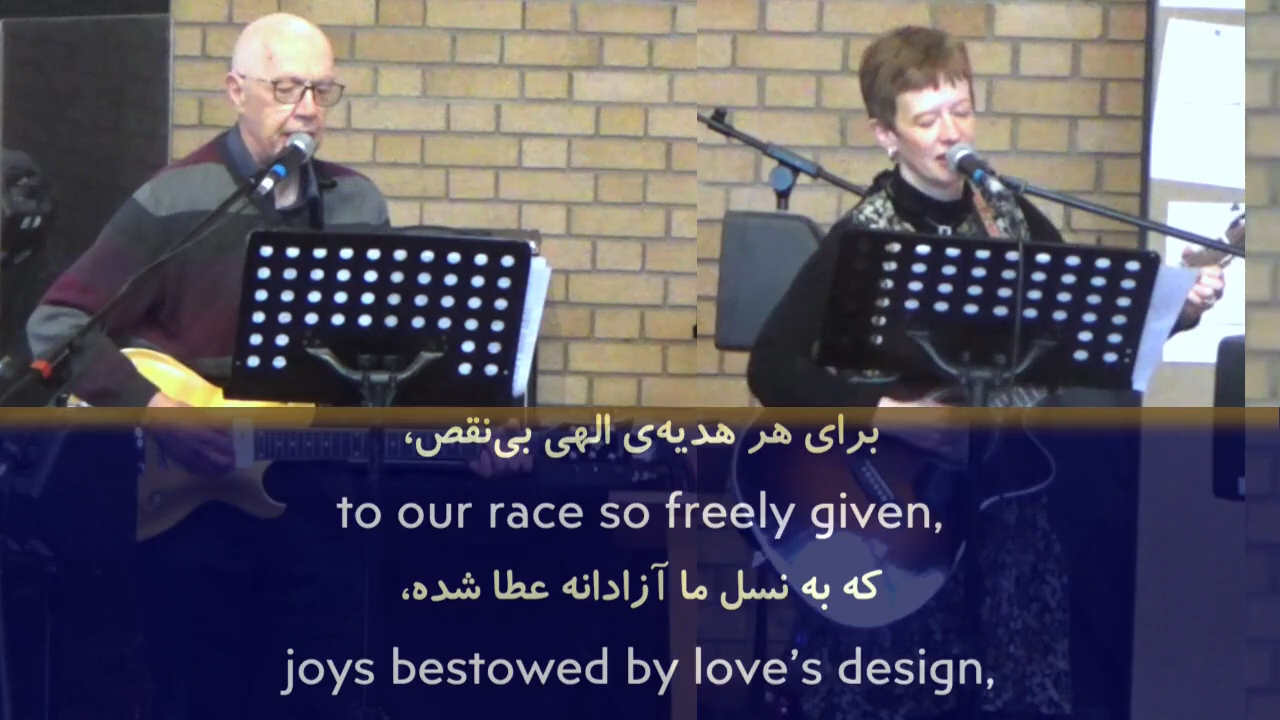 برای هر هدیه‌ی الهی بی‌نقص،
to our race so freely given,
که به نسل ما آزادانه عطا شده،
joys bestowed by love’s design,